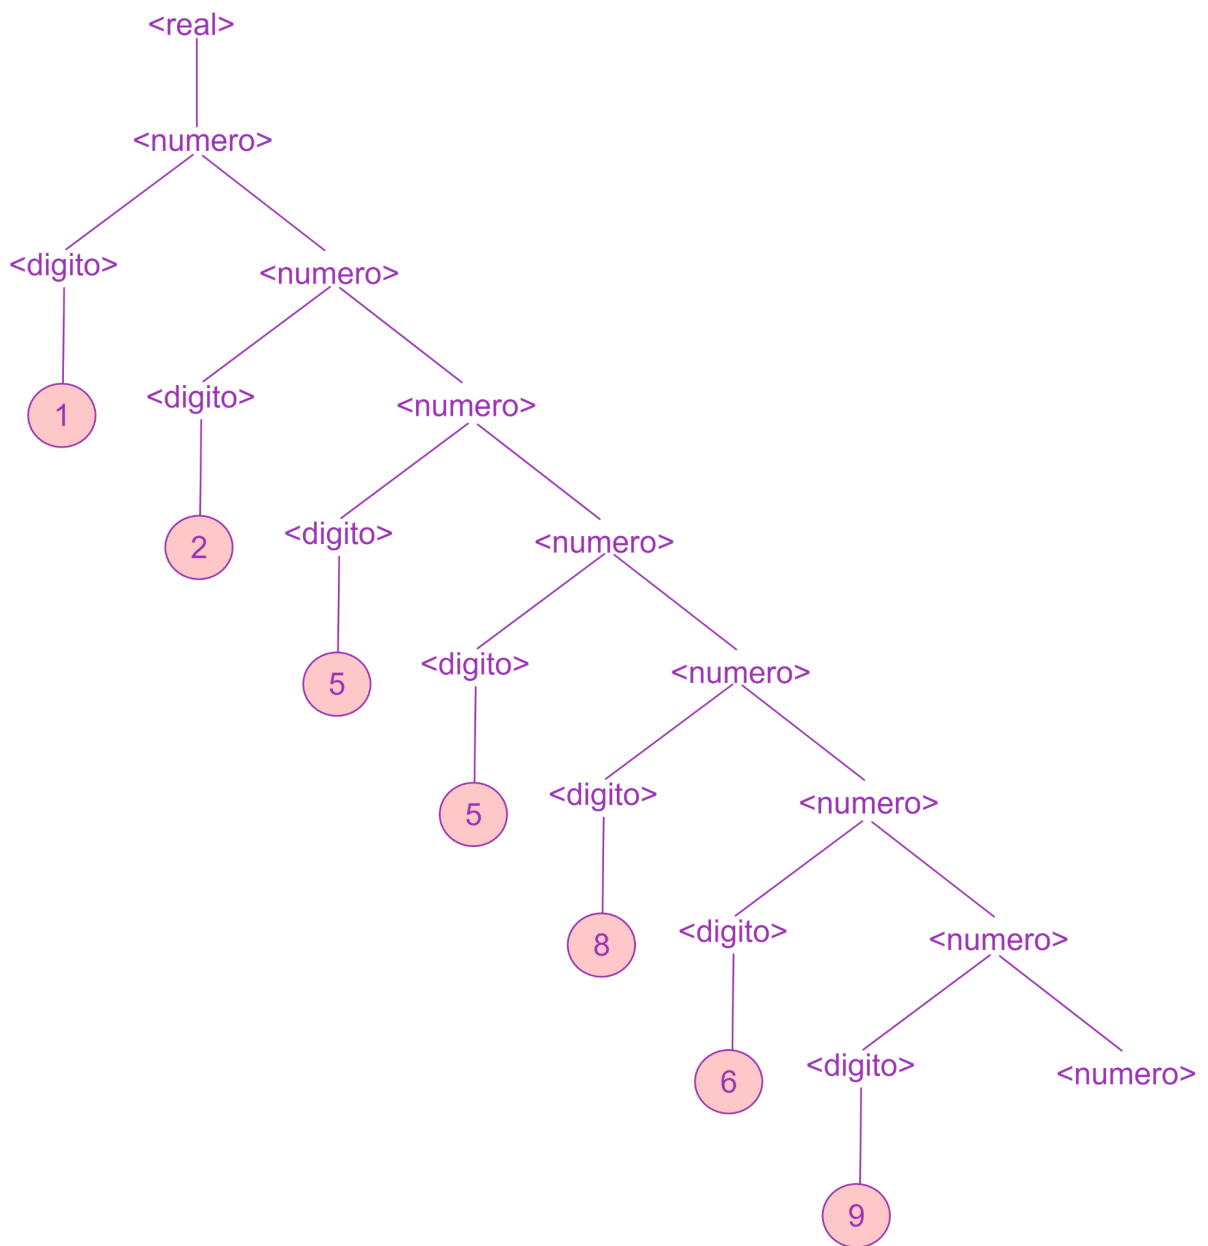 <real>
<numero>
<digito> <numero>
1 <digito> <numero>
2 <digito> <numero>
5 <digito> <numero>
5 <digito> <numero>
8 <digito> <numero>
6 <digito> <numero>
9